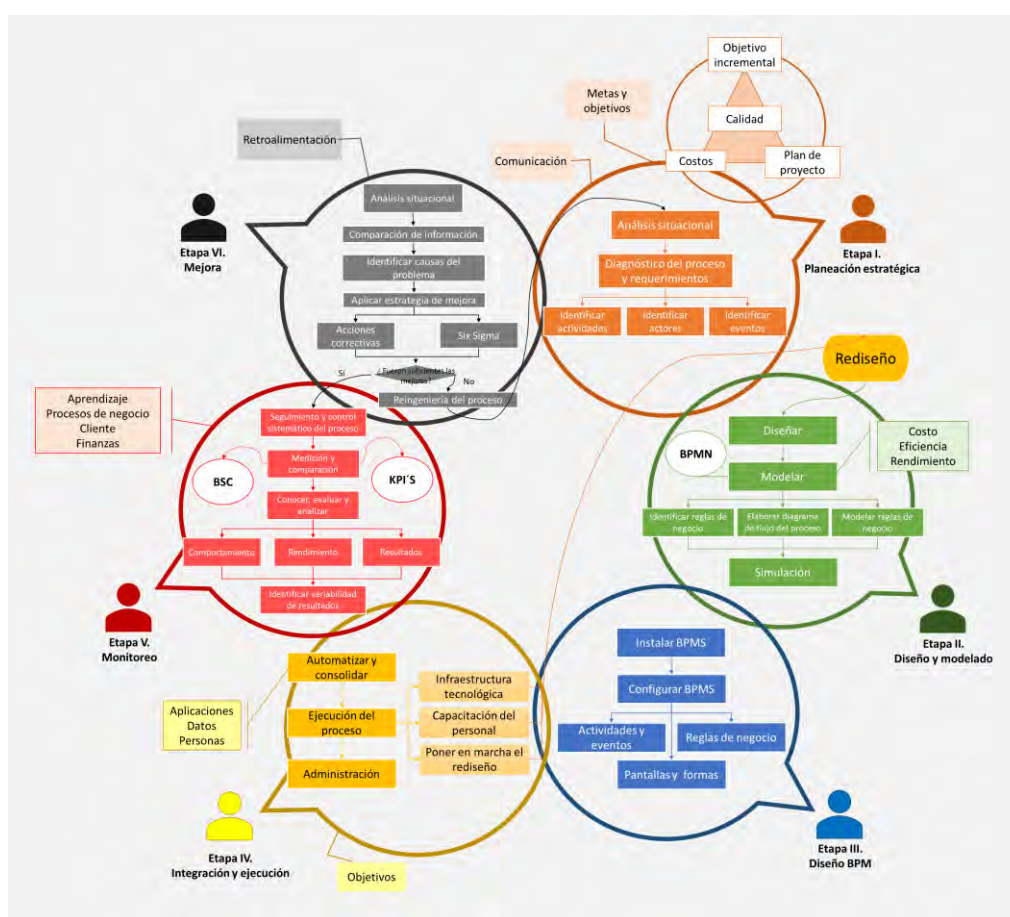 Objetivo
incremental
Calidad
Costos
Plan de
proyecto
Metas y
objetivos
Comunicación
Análisis situacional
Diagnóstico del proceso
y requerimientos
Identificar
actividades
Identificar
actores
Identificar
eventos
Etapa I.
Planeación estratégica
Rediseño
Diseñar
BPMN
Modelar
Costo
Eficiencia
Rendimiento
Identificar reglas de
negocio
Elaborar diagrama
de flujo del proceso
Modelar reglas de
negocio
Simulación
Etapa II.
Diseño y modelado
Instalar BPMS
Configurar BPMS
Actividades y
eventos
Reglas de negocio
Pantallas y formas
Etapa III.
Diseño BPM
Automatizar y
consolidar
Ejecución del
proceso
Administración
Infraestructura
tecnológica
Capacitación del
personal
Poner en marcha el
rediseño
Aplicaciones
Datos
Personas
Objetivos
Etapa IV.
Integración y ejecución
Aprendizaje
Procesos de negocio
Cliente
Finanzas
Seguimiento y control
sistemático del proceso
Medición y
comparación
BSC
KPI´S
Conocer, evaluar y
analizar
Comportamiento
Rendimiento
Resultados
Identificar variabilidad
de resultados
Etapa V.
Monitoreo
Retroalimentación
Análisis situacional
Comparación de información
Identificar causas del
problema
Aplicar estrategia de mejora
Acciones
correctivas
Six Sigma
¿Fueron suficientes las
mejoras?
Sí
No
Reingeniería del proceso
Etapa VI.
Mejora